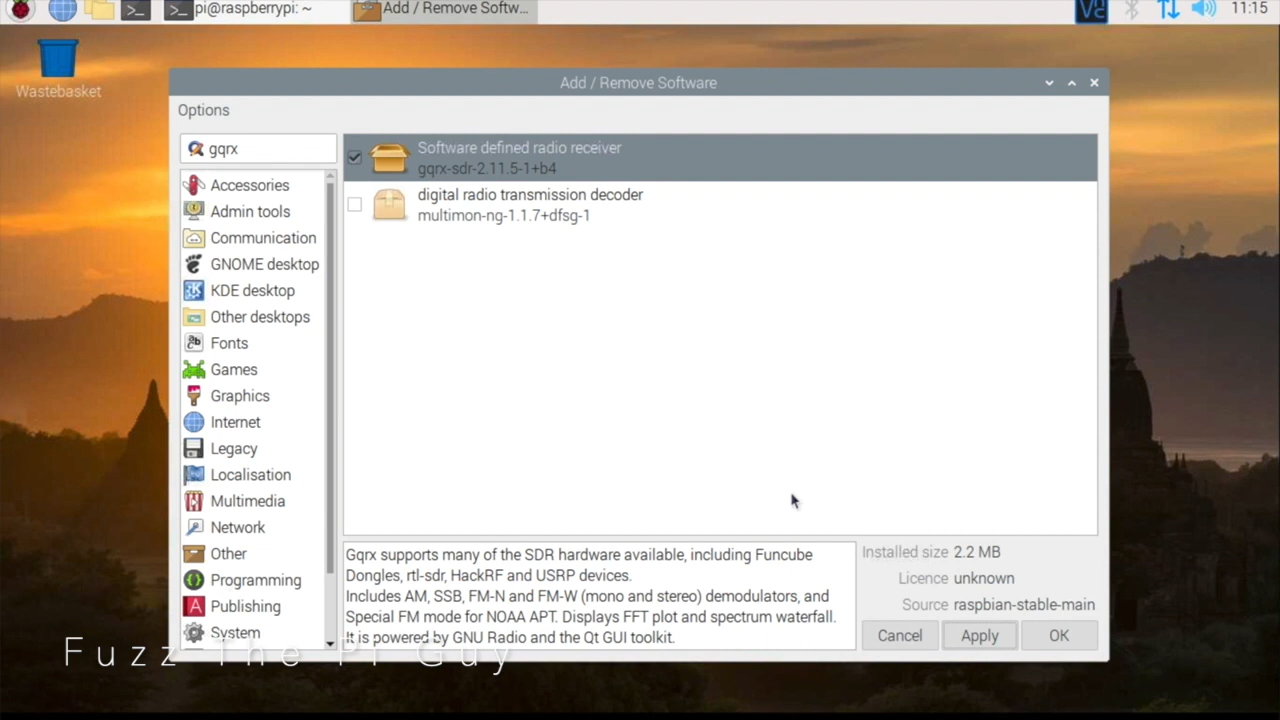 pi@raspberrypi: ~
Add / Remove Softw...
11:15
Wastebasket
Add / Remove Software
Options
gqrx
Accessories
Admin tools
Communication
GNOME desktop
KDE desktop
Other desktops
Fonts
Games
Graphics
Internet
Legacy
Localisation
Multimedia
Network
Other
Programming
Publishing
System
Software defined radio receiver
gqrx-sdr-2.11.5-1+b4
digital radio transmission decoder
multimon-ng-1.1.7+dfsg-1
Gqrx supports many of the SDR hardware available, including Funcube
Dongles, rtl-sdr, HackRF and USRP devices.
Includes AM, SSB, FM-N and FM-W (mono and stereo) demodulators, and
Special FM mode for NOAA APT. Displays FFT plot and spectrum waterfall.
It is powered by GNU Radio and the Qt GUI toolkit.
Installed size 2.2 MB
Licence unknown
Source raspbian-stable-main
Cancel
Apply
OK
Fuzz The Pi Guy